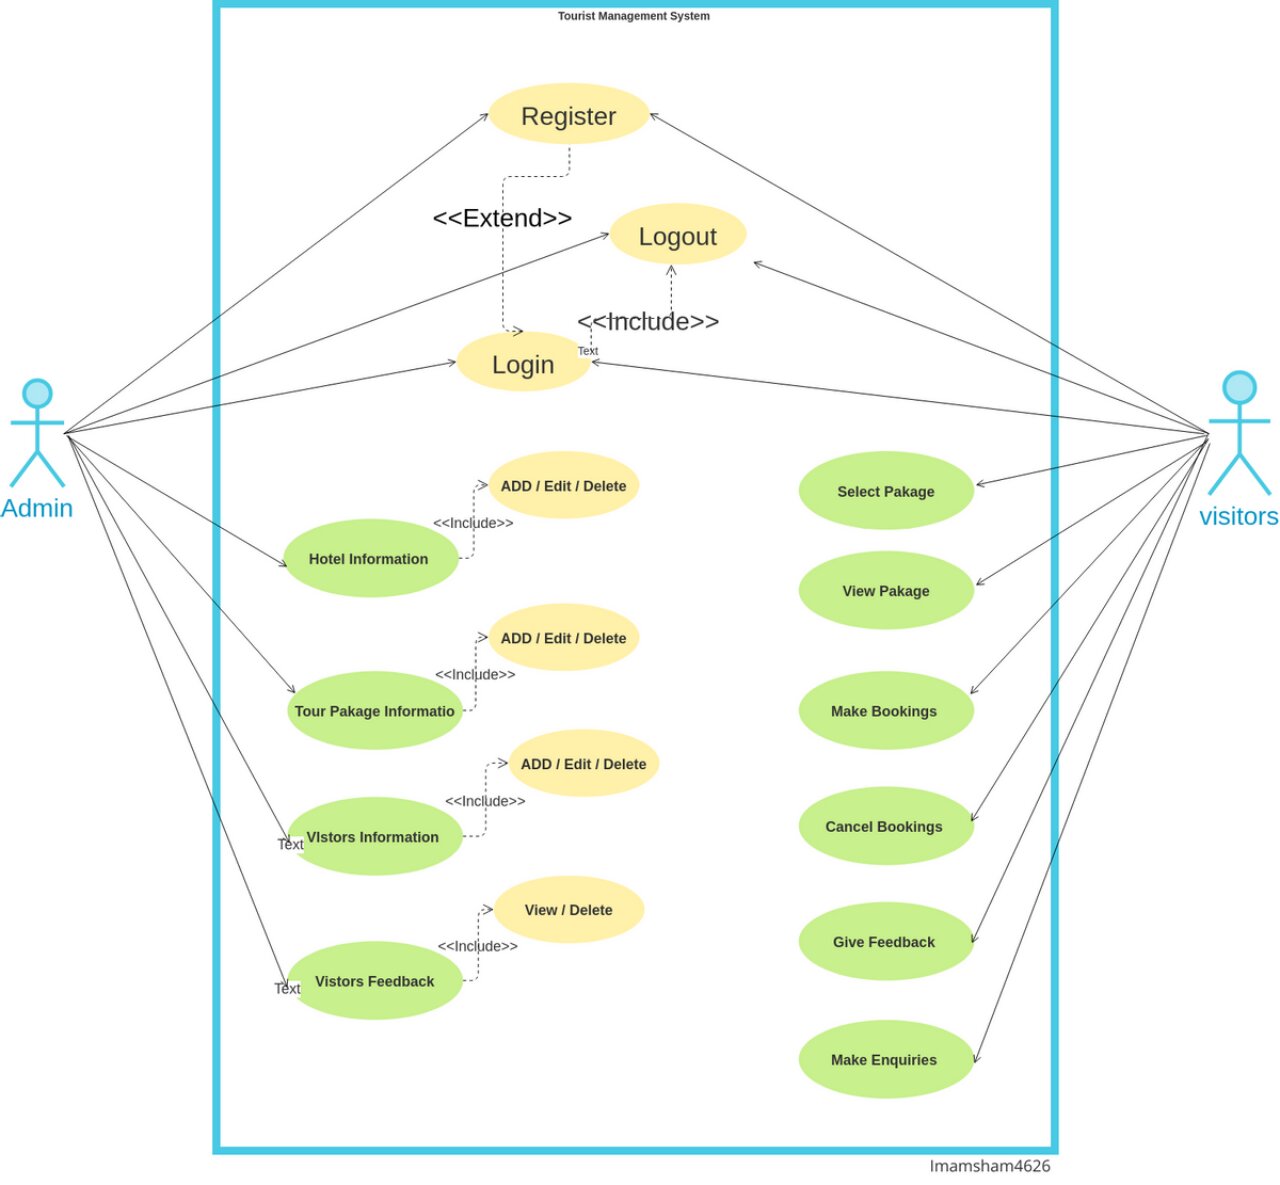 Tourist Management System
Register
<<Extend>>
Logout
<<Include>>
Text
Login
Admin
visitors
ADD / Edit / Delete
<<Include>>
Hotel Information
Select Pakage
View Pakage
ADD / Edit / Delete
<<Include>>
Tour Pakage Informatio
Make Bookings
ADD / Edit / Delete
<<Include>>
VIstors Information
Text
Cancel Bookings
View / Delete
<<Include>>
Vistors Feedback
Text
Give Feedback
Make Enquiries
Imamsham4626